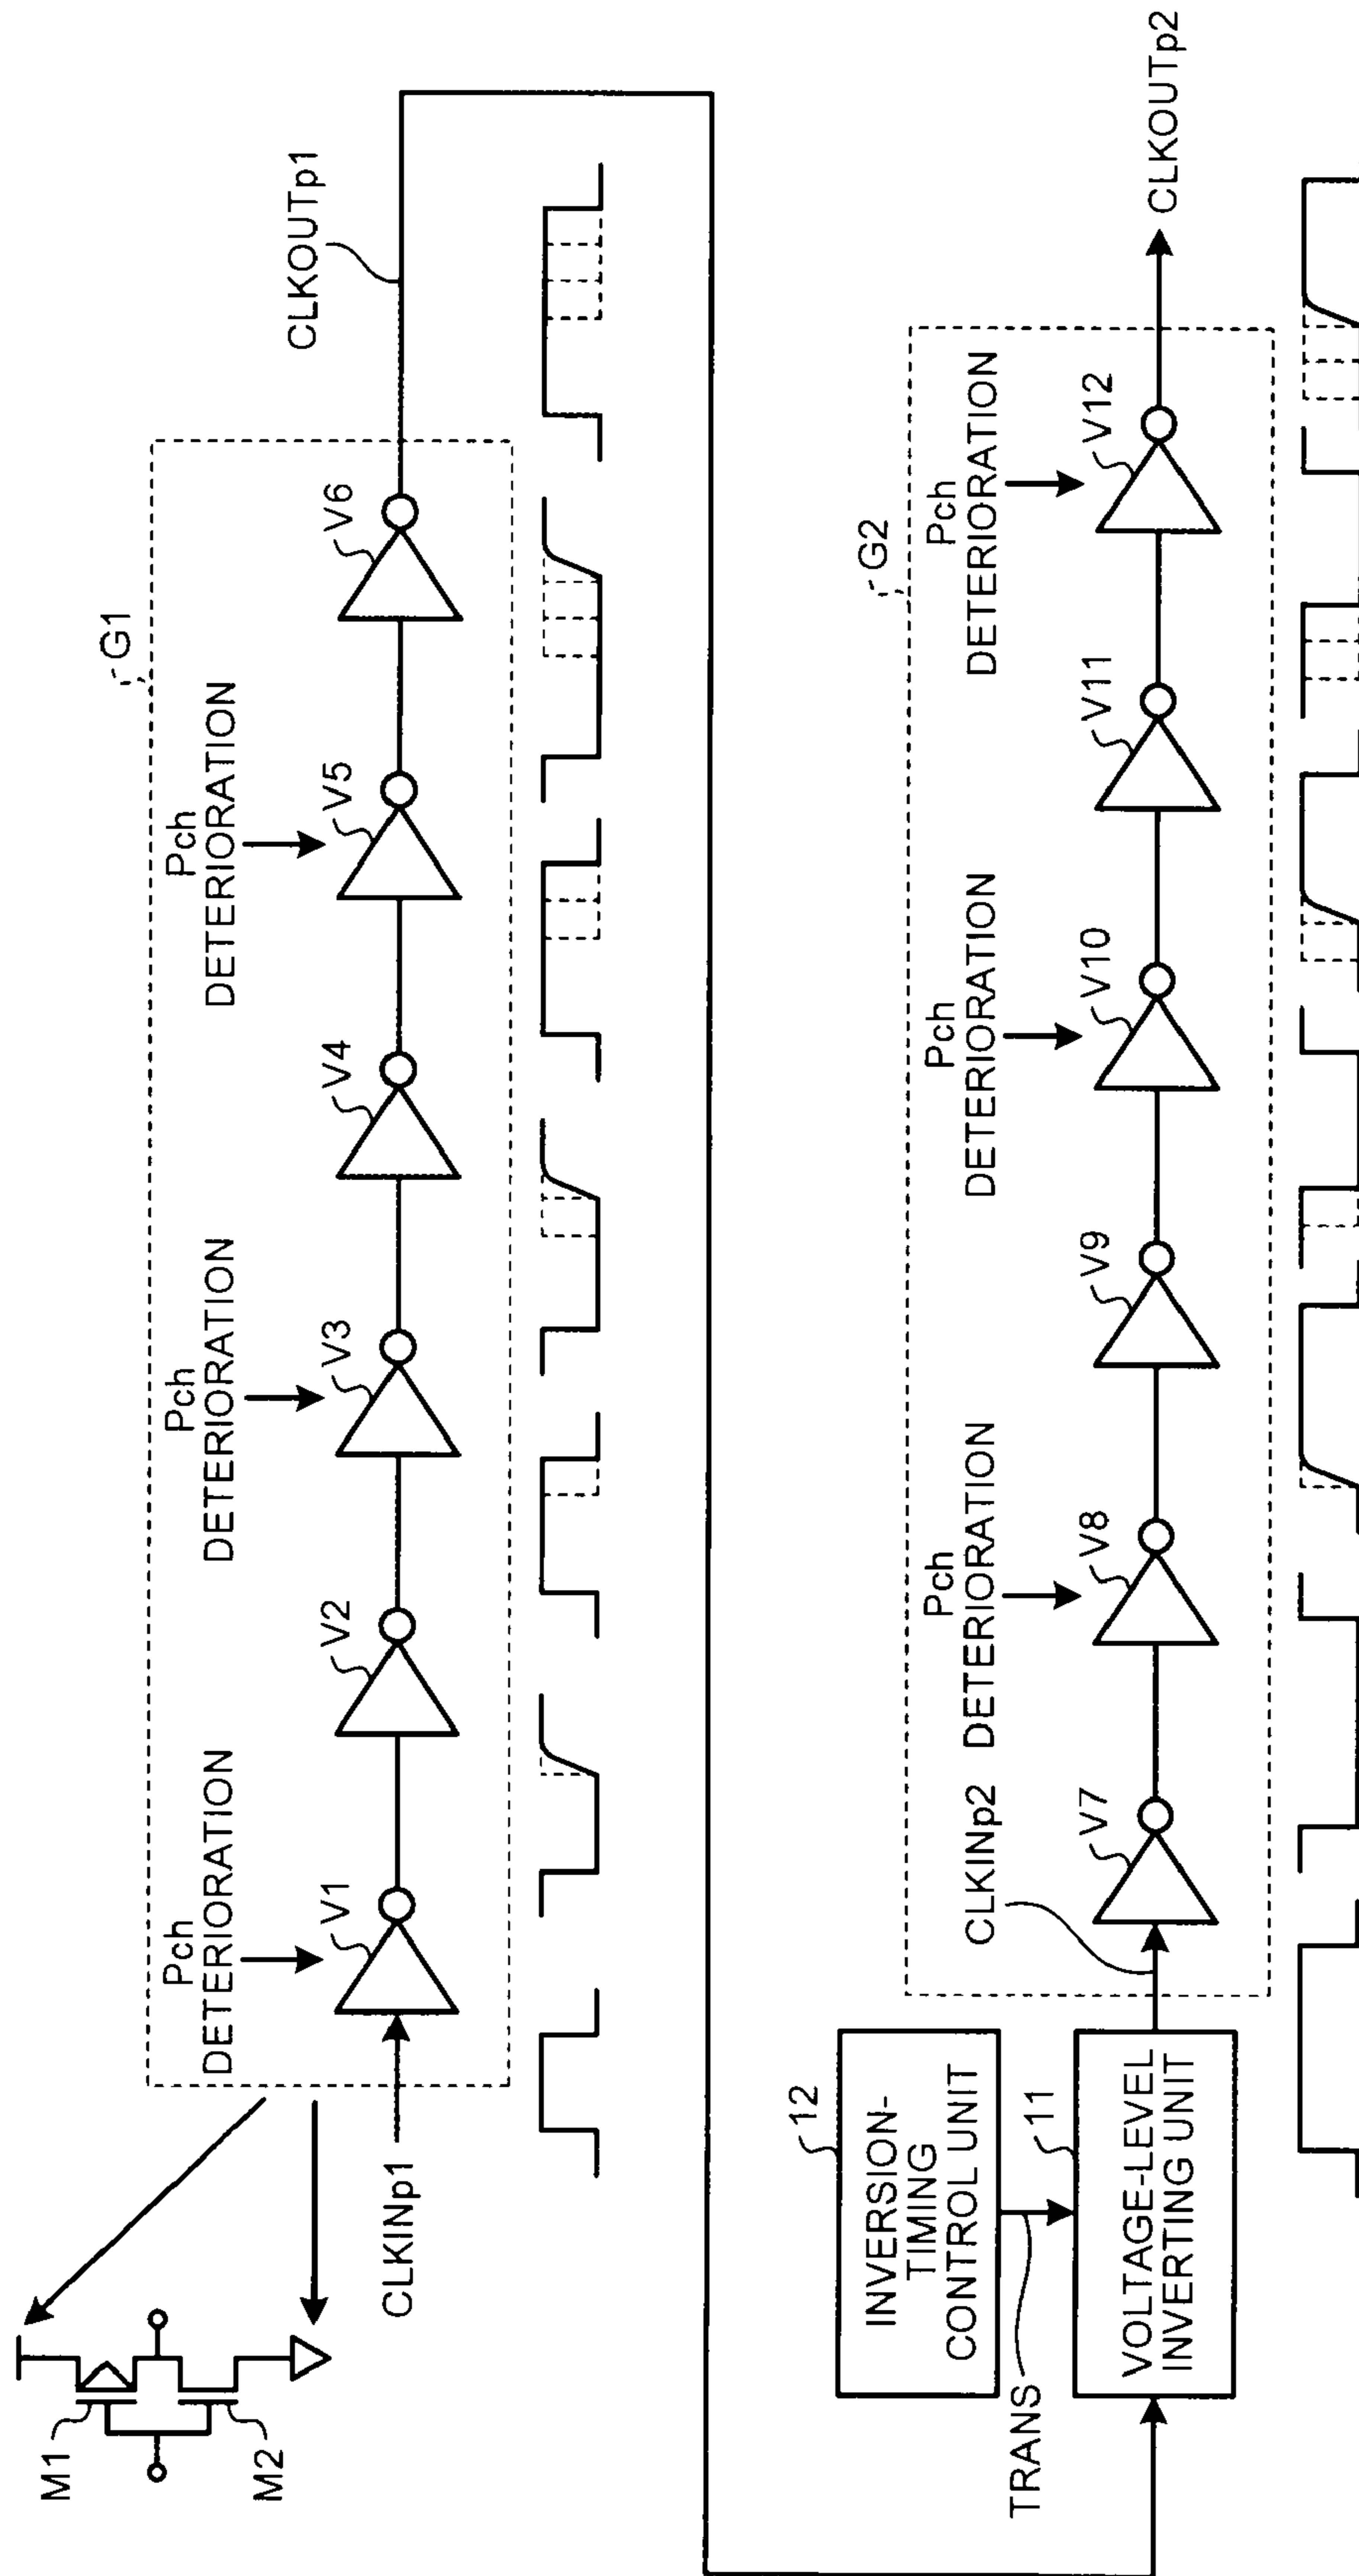 M1
M2
G1
Pch
DETERIORATION
Pch
DETERIORATION
Pch
DETERIORATION
V1
V2
V3
V4
V5
V6
CLKINp1
CLKOUTp1
12
INVERSION-
TIMING
CONTROL UNIT
TRANS
11
VOLTAGE-LEVEL
INVERTING UNIT
CLKINp2
G2
Pch
DETERIORATION
Pch
DETERIORATION
Pch
DETERIORATION
V7
V8
V9
V10
V11
V12
CLKOUTp2